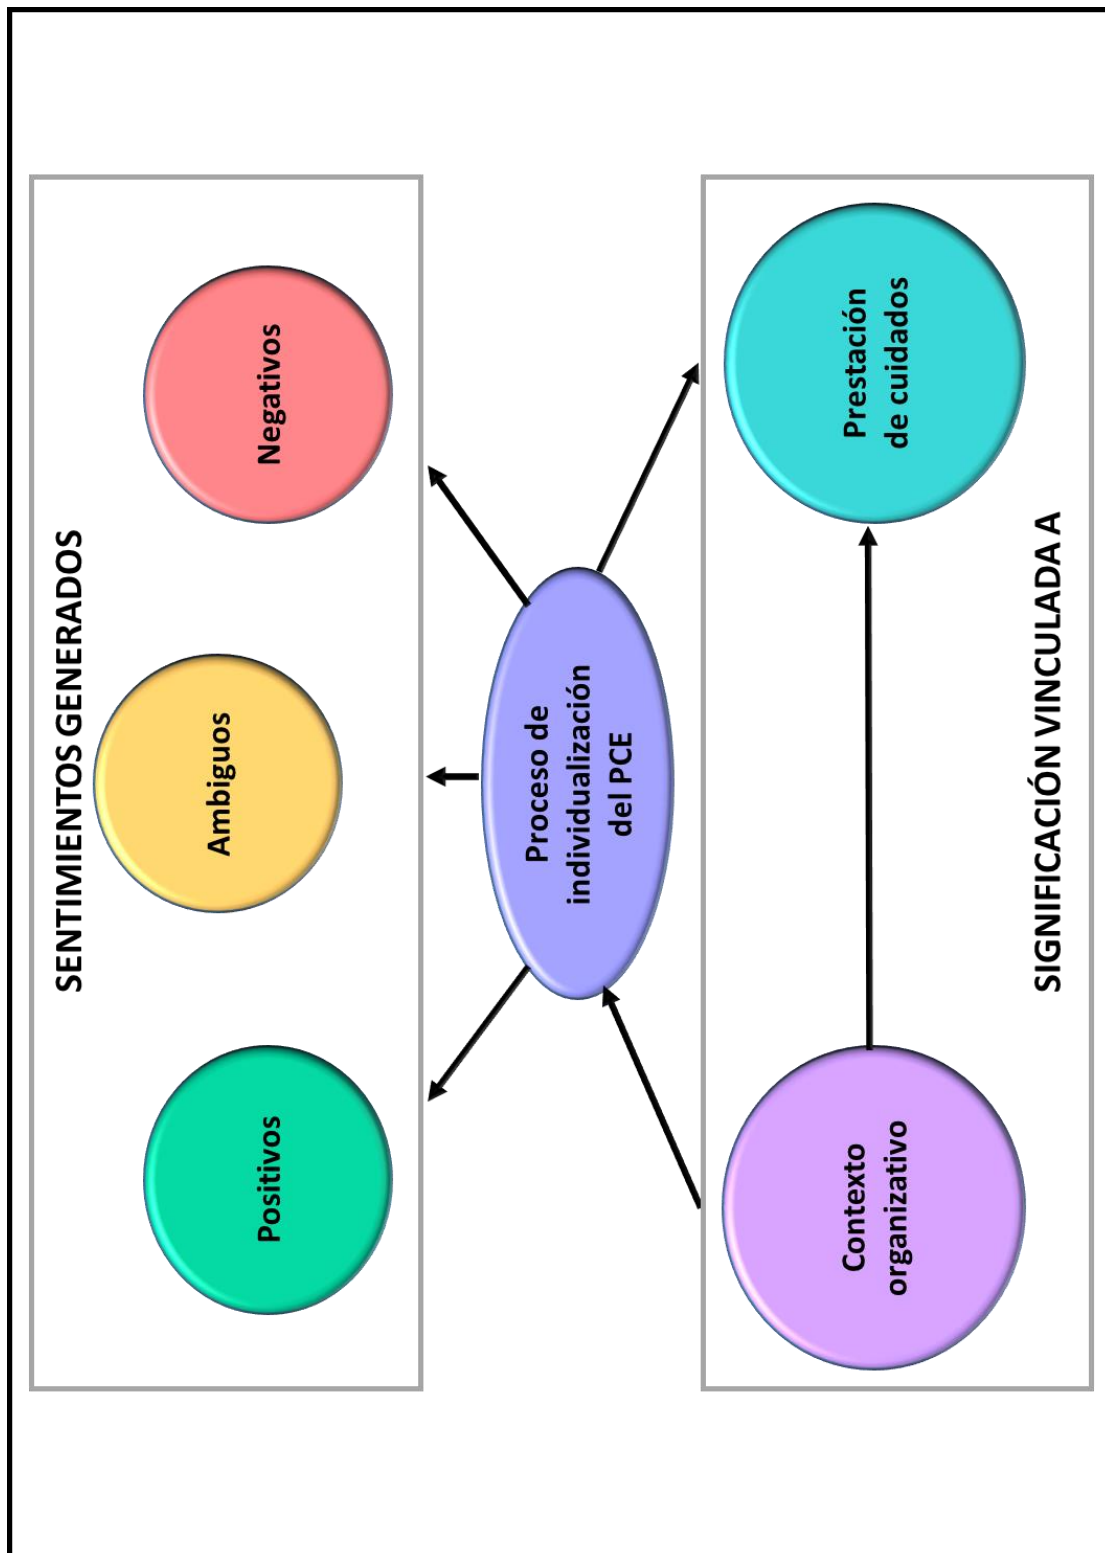 SENTIMIENTOS GENERADOS
Positivos
Ambiguos
Negativos
Proceso de
individualización
del PCE
Contexto
organizativo
Prestación
de cuidados
SIGNIFICACIÓN VINCULADA A